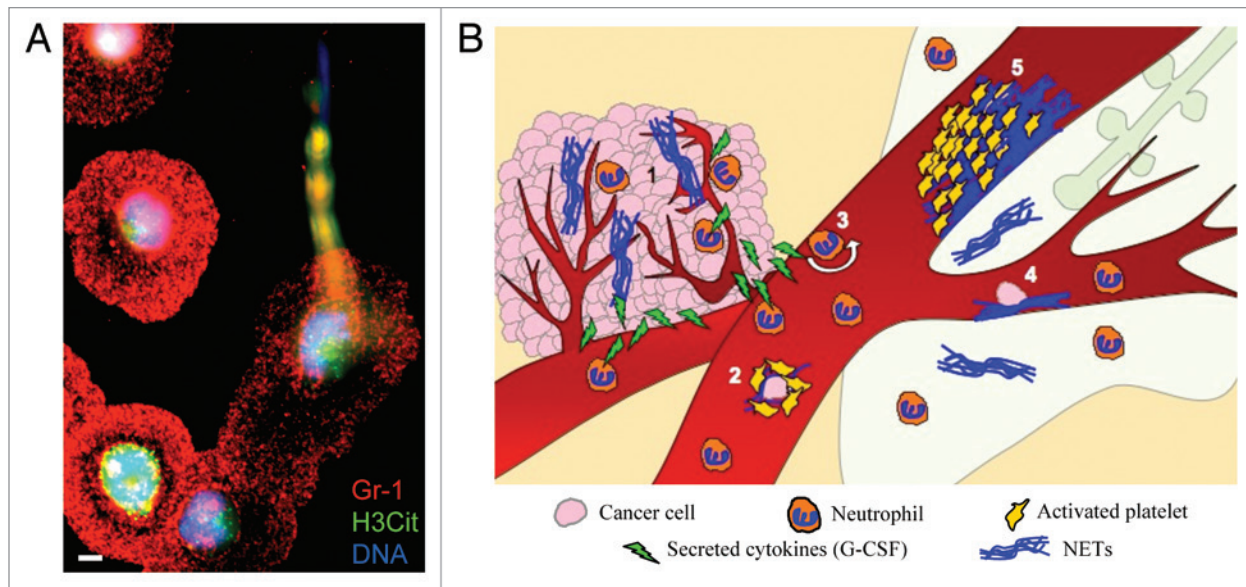 A
Gr-1
H3Cit
DNA
B
1
2
3
4
5
Cancer cell
Neutrophil
Activated platelet
Secreted cytokines (G-CSF)
NETs